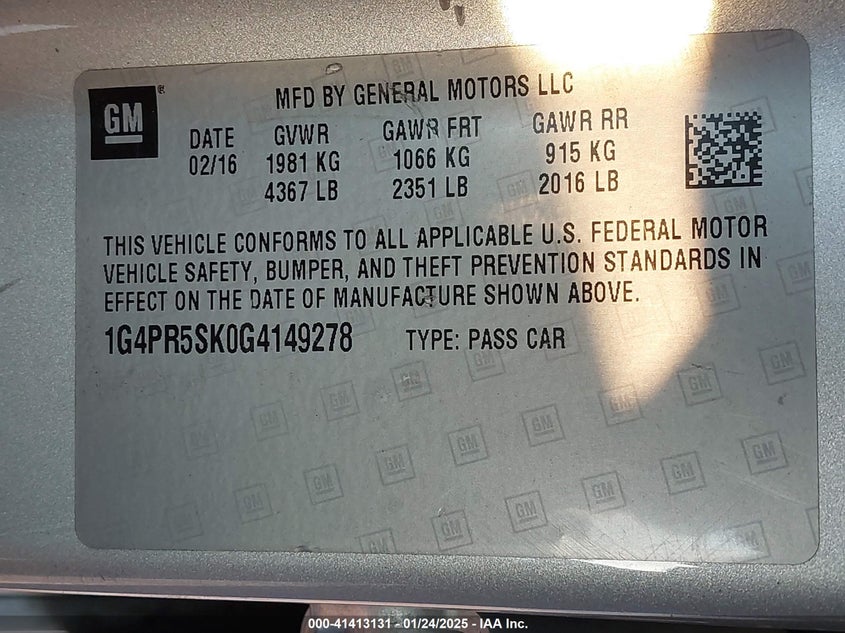 GM ®
MFD BY GENERAL MOTORS LLC
DATE GVWR GAWR FRT GAWR RR
02/16 1981 KG 1066 KG 915 KG
4367 LB 2351 LB 2016 LB
THIS VEHICLE CONFORMS TO ALL APPLICABLE U.S. FEDERAL MOTOR
VEHICLE SAFETY, BUMPER, AND THEFT PREVENTION STANDARDS IN
EFFECT ON THE DATE OF MANUFACTURE SHOWN ABOVE.
1G4PR5SK0G4149278 TYPE: PASS CAR
000-41413131 - 01/24/2025 - IAA Inc.